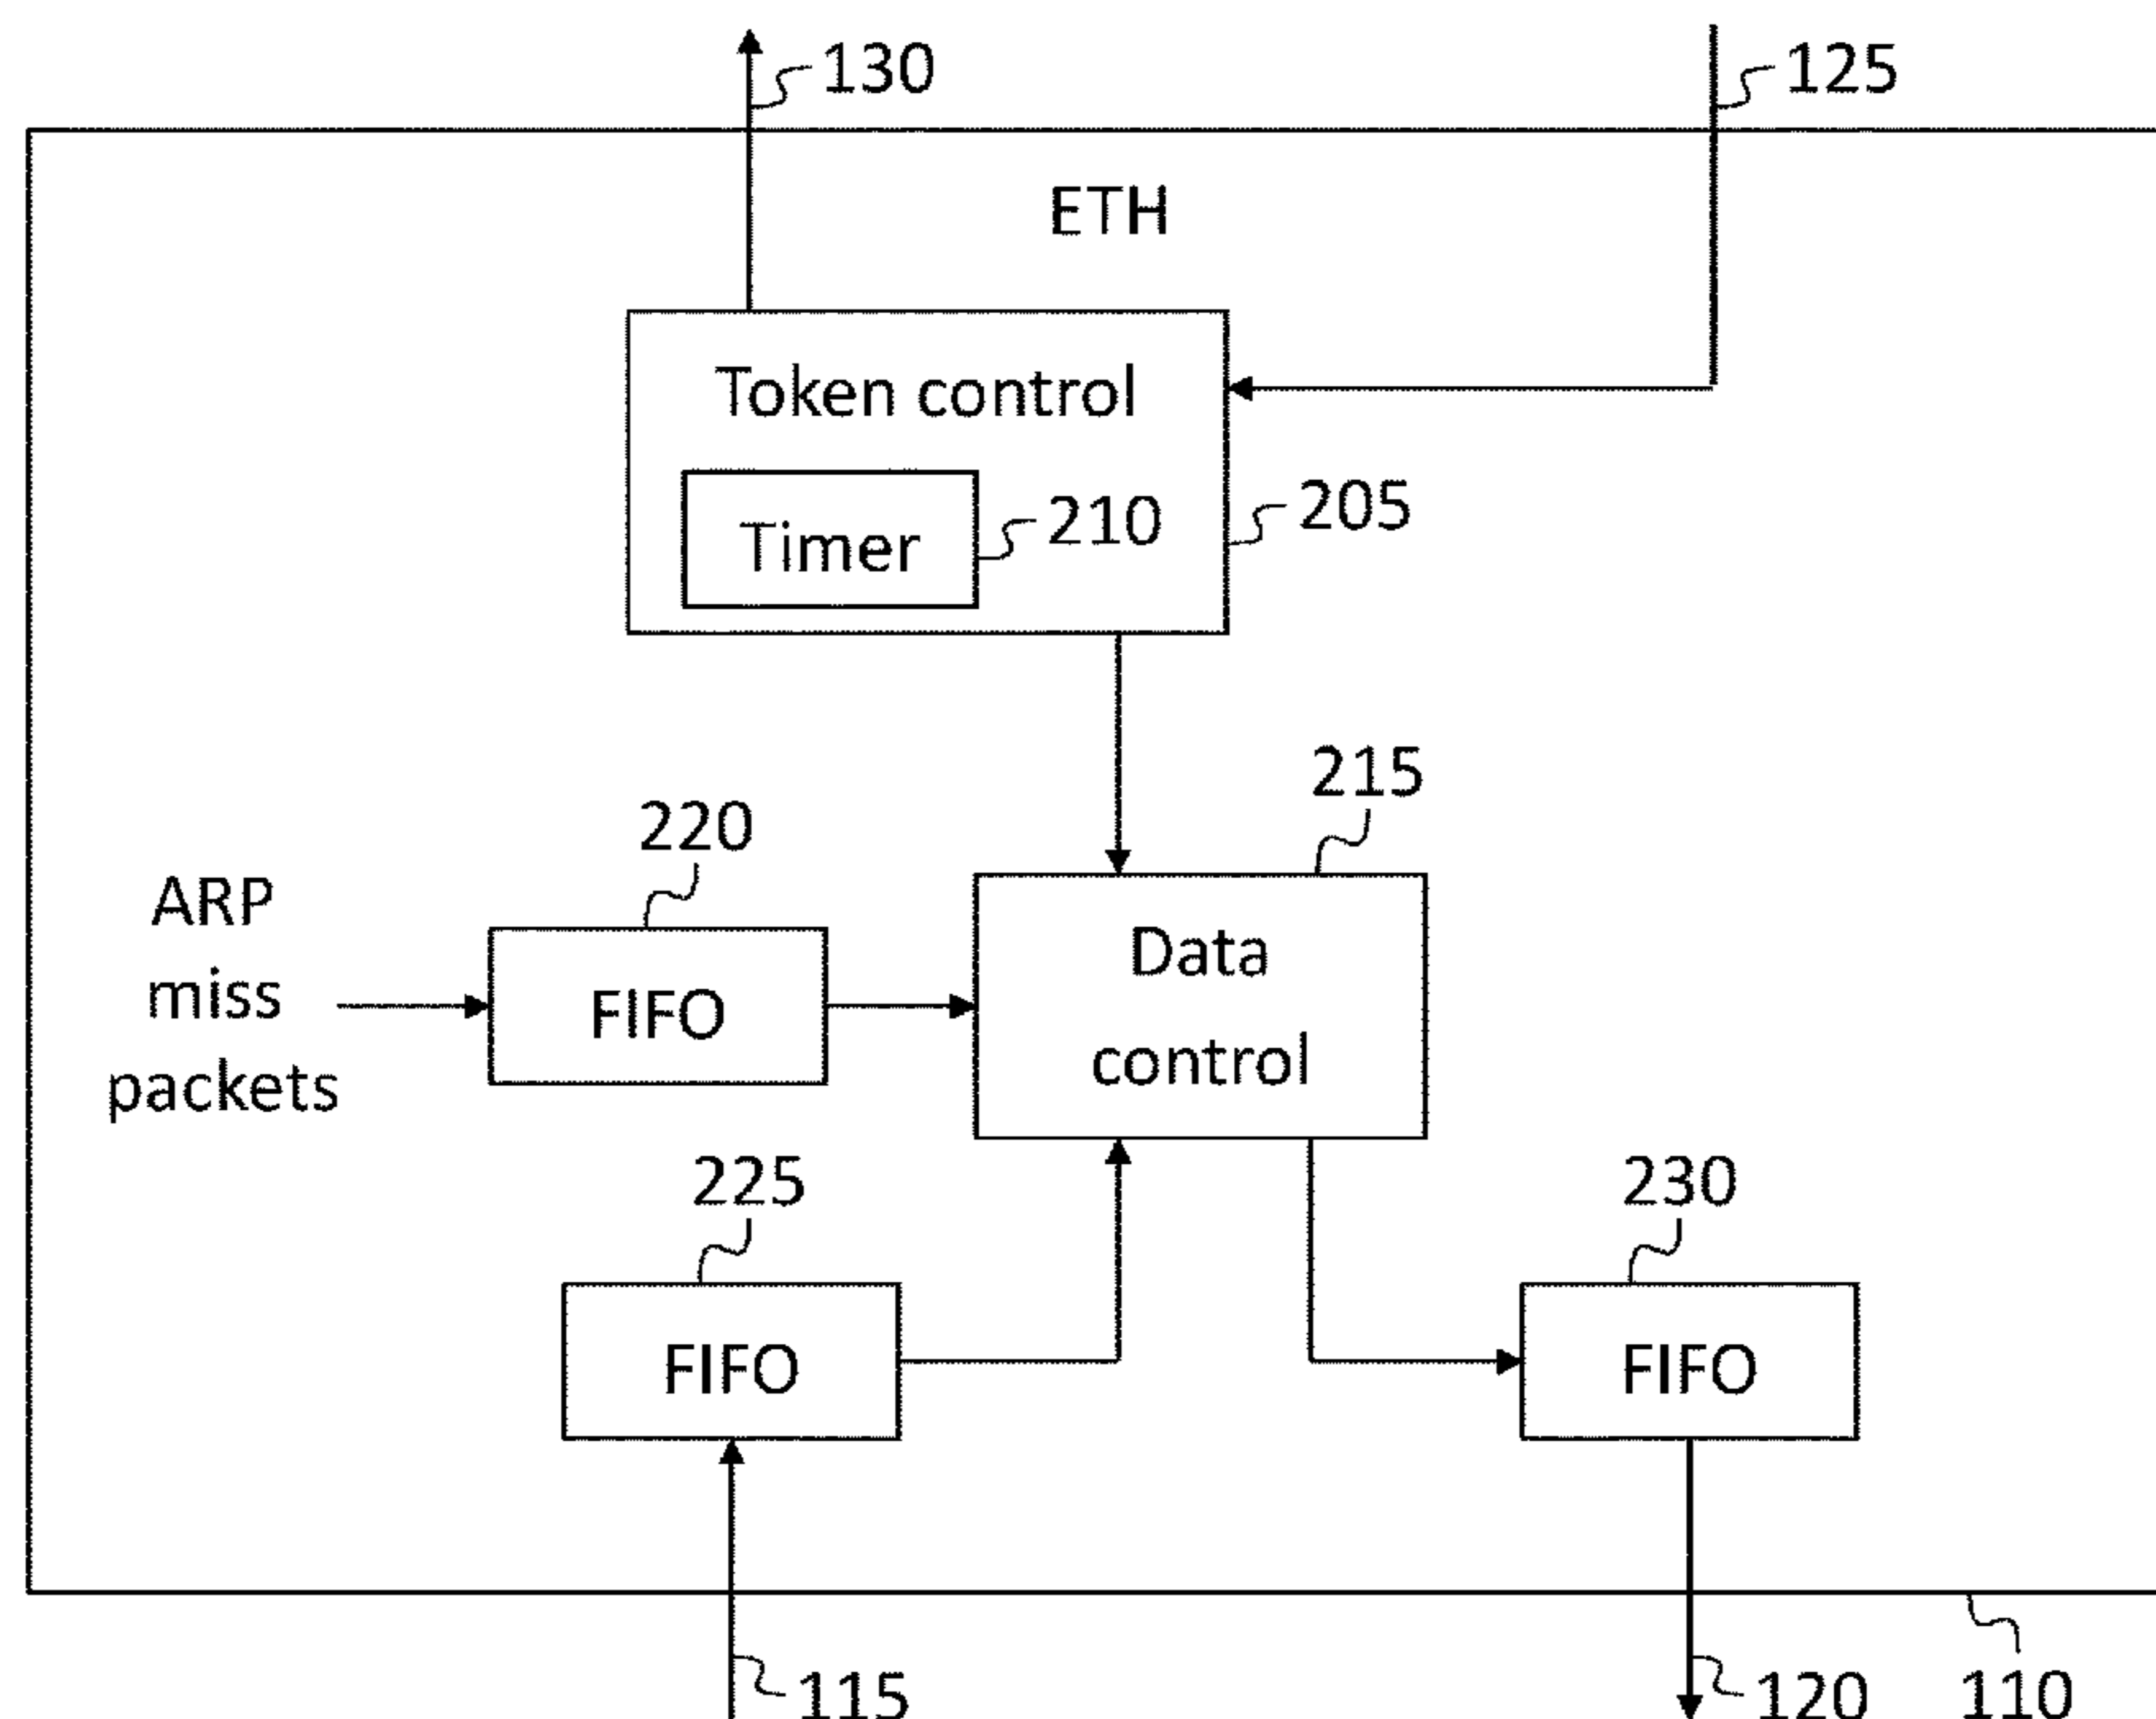 130
125
ETH
Token control
Timer
210
205
215
220
ARP
miss
packets
FIFO
Data
control
225
230
FIFO
FIFO
115
120
110